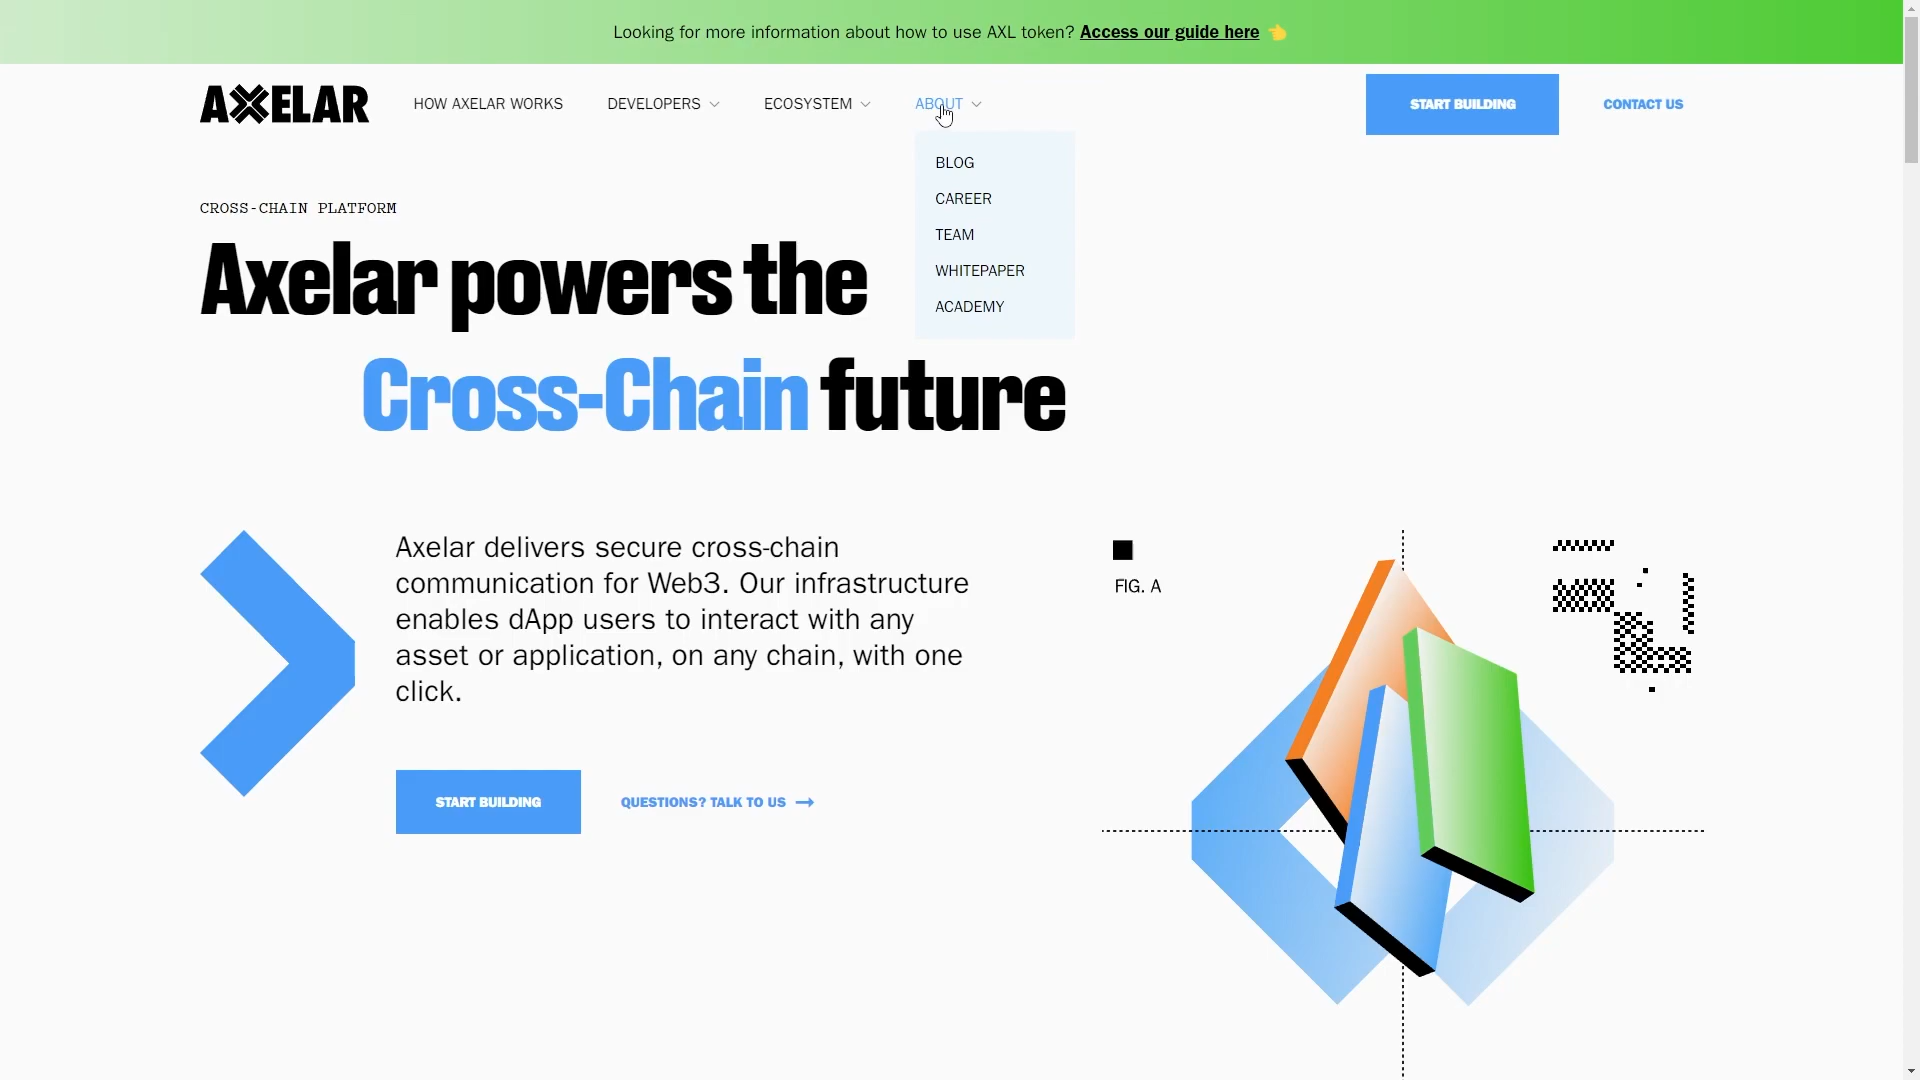 Looking for more information about how to use AXL token? Access our guide here 👈
AXELAR
HOW AXELAR WORKS
DEVELOPERS
ECOSYSTEM
ABOUT
START BUILDING
CONTACT US
BLOG
CAREER
TEAM
WHITEPAPER
ACADEMY
CROSS-CHAIN PLATFORM
Axelar powers the
Cross-Chain future
Axelar delivers secure cross-chain
communication for Web3. Our infrastructure
enables dApp users to interact with any
asset or application, on any chain, with one
click.
START BUILDING
QUESTIONS? TALK TO US →
FIG. A